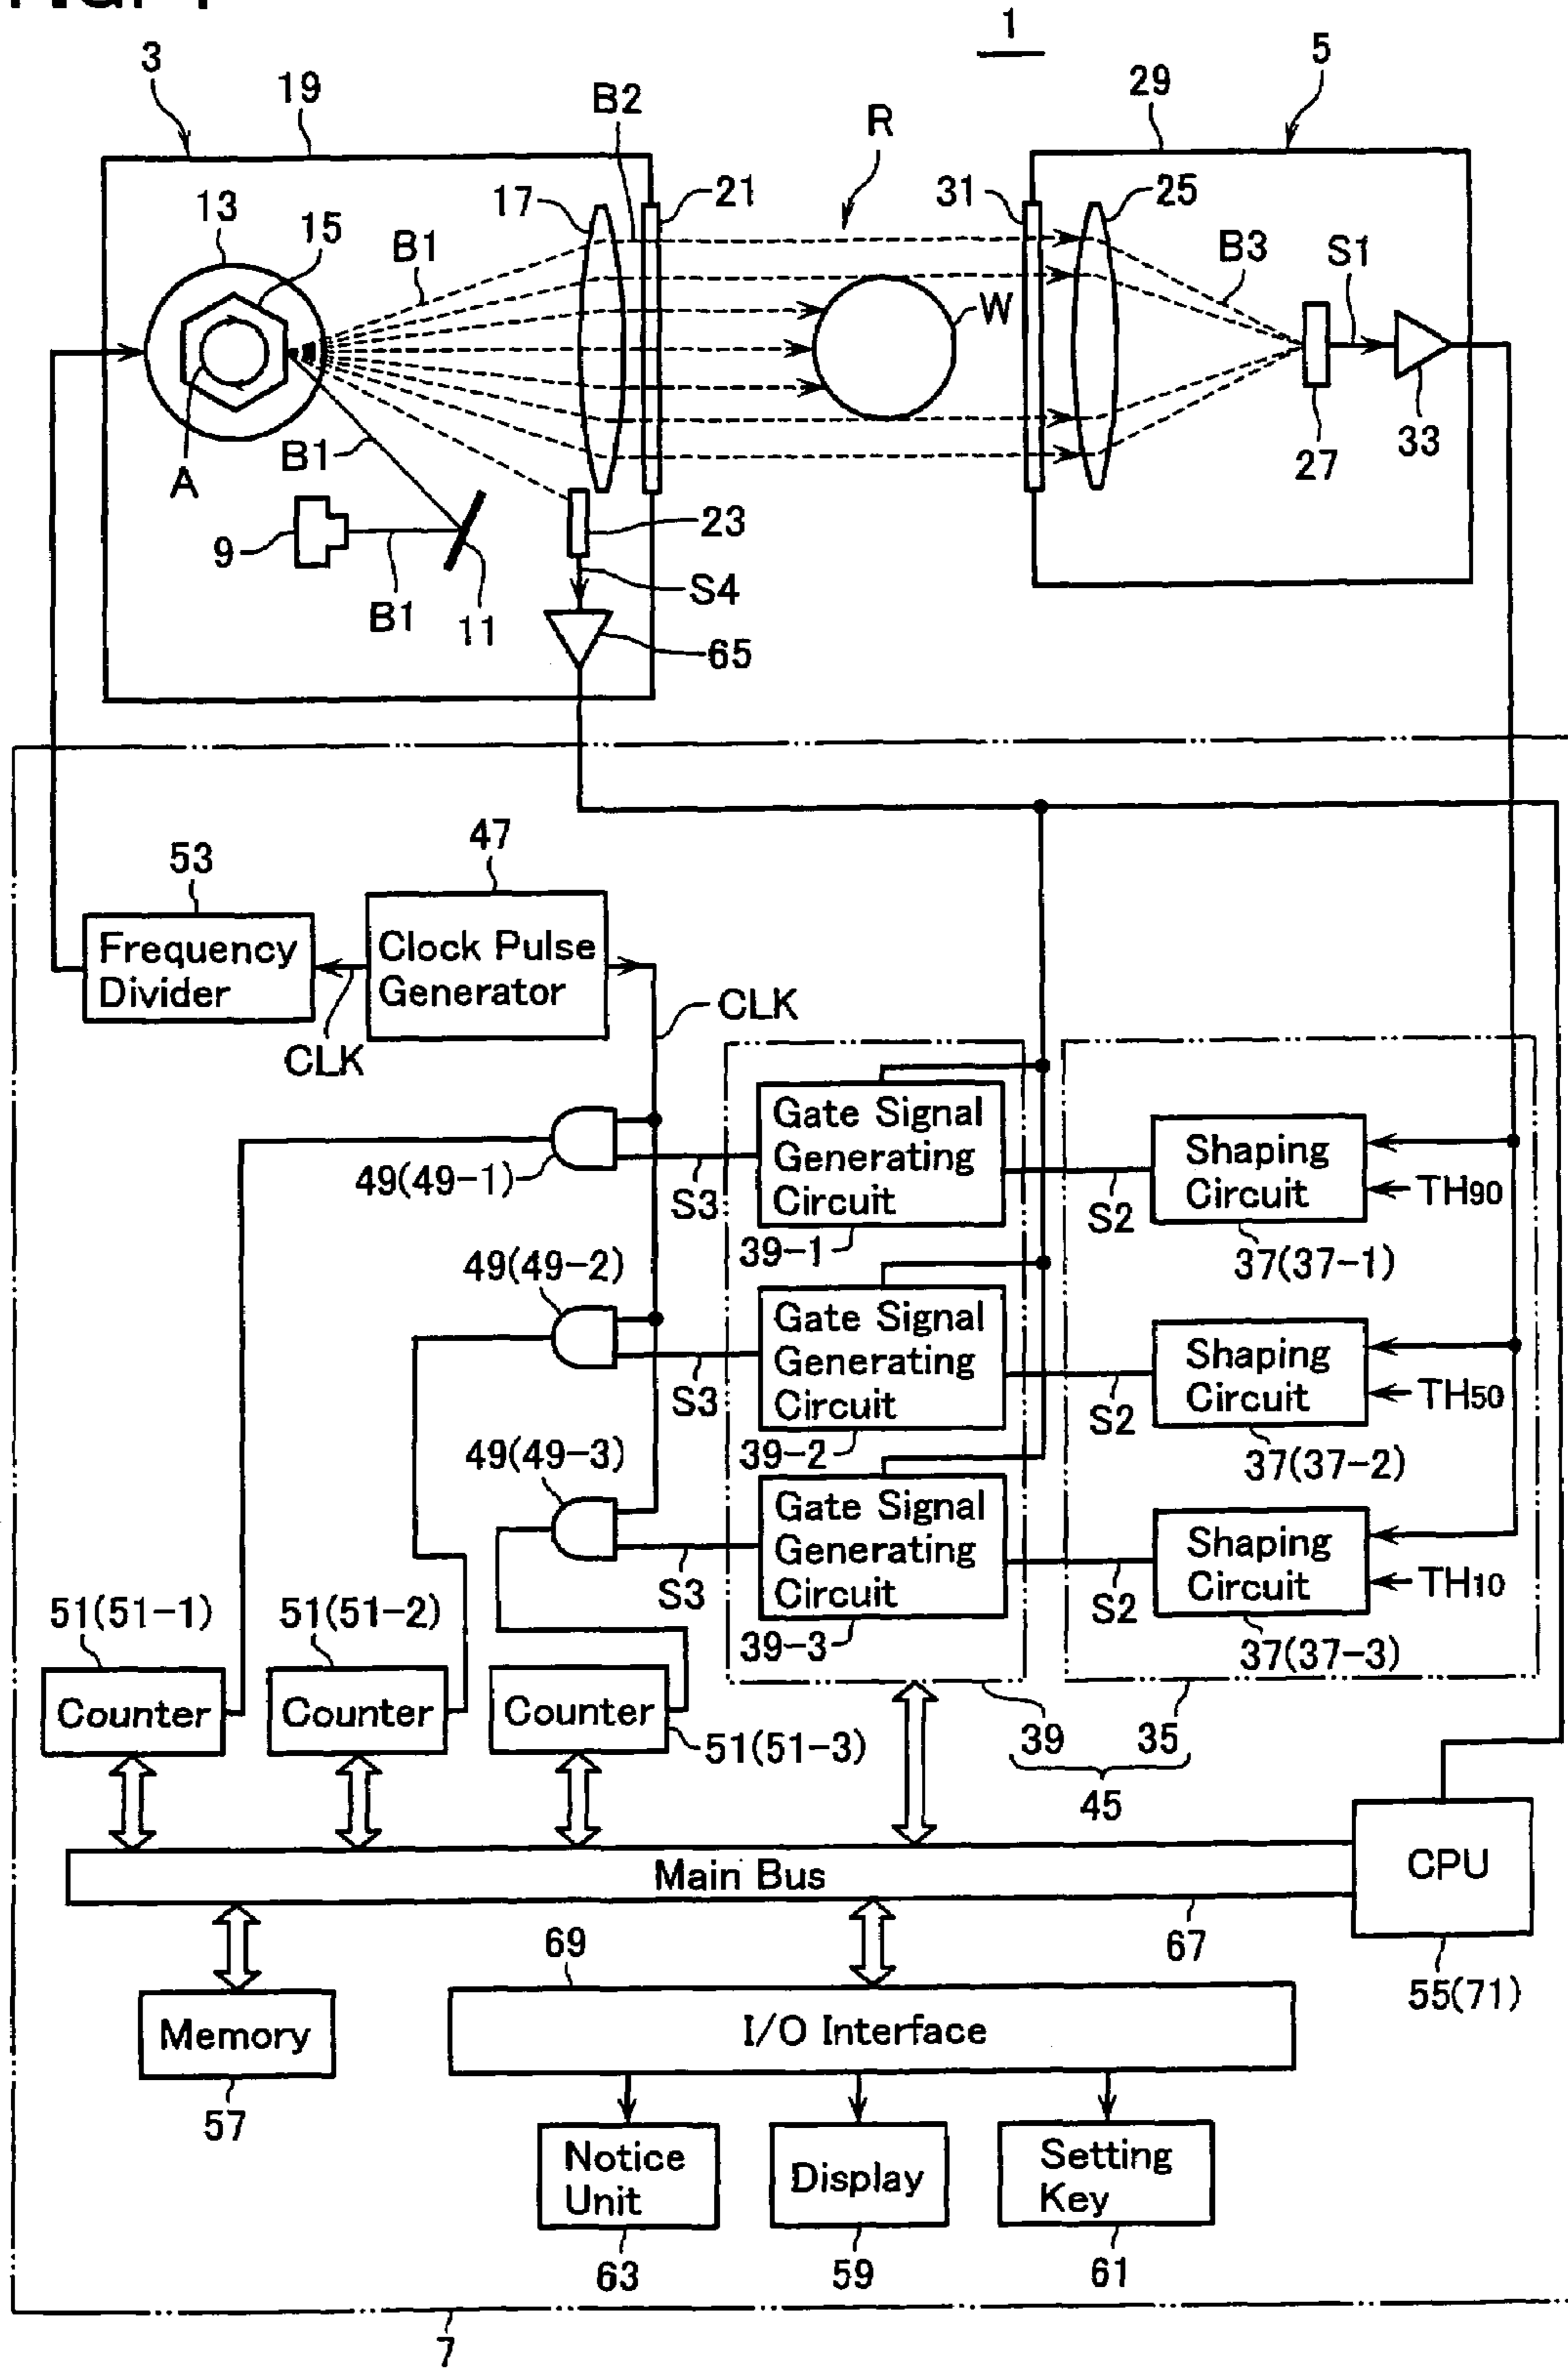 1
3
19
B2
R
29
5
13
15
B1
17
21
31
25
B3
S1
W
A
B1
9
B1
11
23
S4
65
27
33
53
47
Frequency
Divider
Clock Pulse
Generator
CLK
CLK
49(49-1)
S3
Gate Signal
Generating
Circuit
39-1
S2
Shaping
Circuit
TH90
37(37-1)
49(49-2)
S3
Gate Signal
Generating
Circuit
39-2
S2
Shaping
Circuit
TH50
37(37-2)
49(49-3)
S3
Gate Signal
Generating
Circuit
39-3
S2
Shaping
Circuit
TH10
37(37-3)
51(51-1)
51(51-2)
Counter
Counter
Counter
51(51-3)
39
35
45
Main Bus
CPU
67
55(71)
69
Memory
57
I/O Interface
Notice
Unit
Display
Setting
Key
63
59
61
7